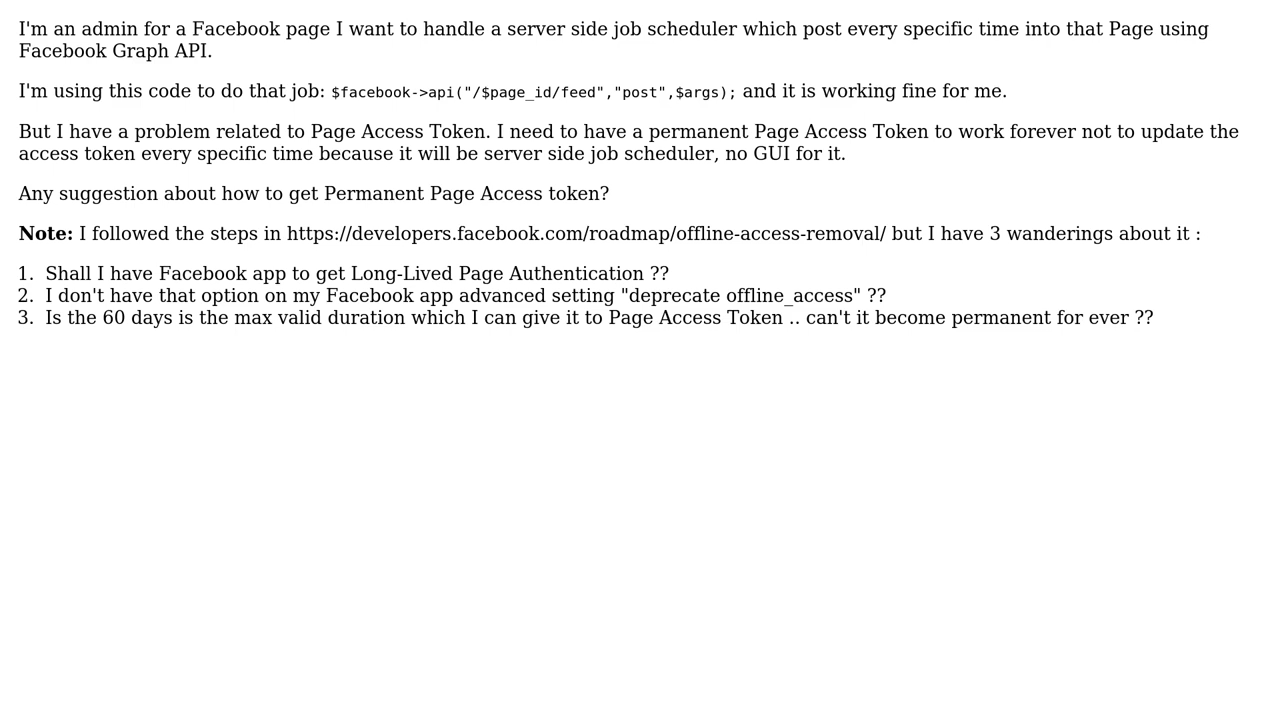 I'm an admin for a Facebook page I want to handle a server side job scheduler which post every specific time into that Page using
Facebook Graph API.
I'm using this code to do that job: $facebook->api("/$page_id/feed","post",$args); and it is working fine for me.
But I have a problem related to Page Access Token. I need to have a permanent Page Access Token to work forever not to update the
access token every specific time because it will be server side job scheduler, no GUI for it.
Any suggestion about how to get Permanent Page Access token?
Note: I followed the steps in https://developers.facebook.com/roadmap/offline-access-removal/ but I have 3 wanderings about it :
1. Shall I have Facebook app to get Long-Lived Page Authentication ??
2. I don't have that option on my Facebook app advanced setting "deprecate offline_access" ??
3. Is the 60 days is the max valid duration which I can give it to Page Access Token .. can't it become permanent for ever ??